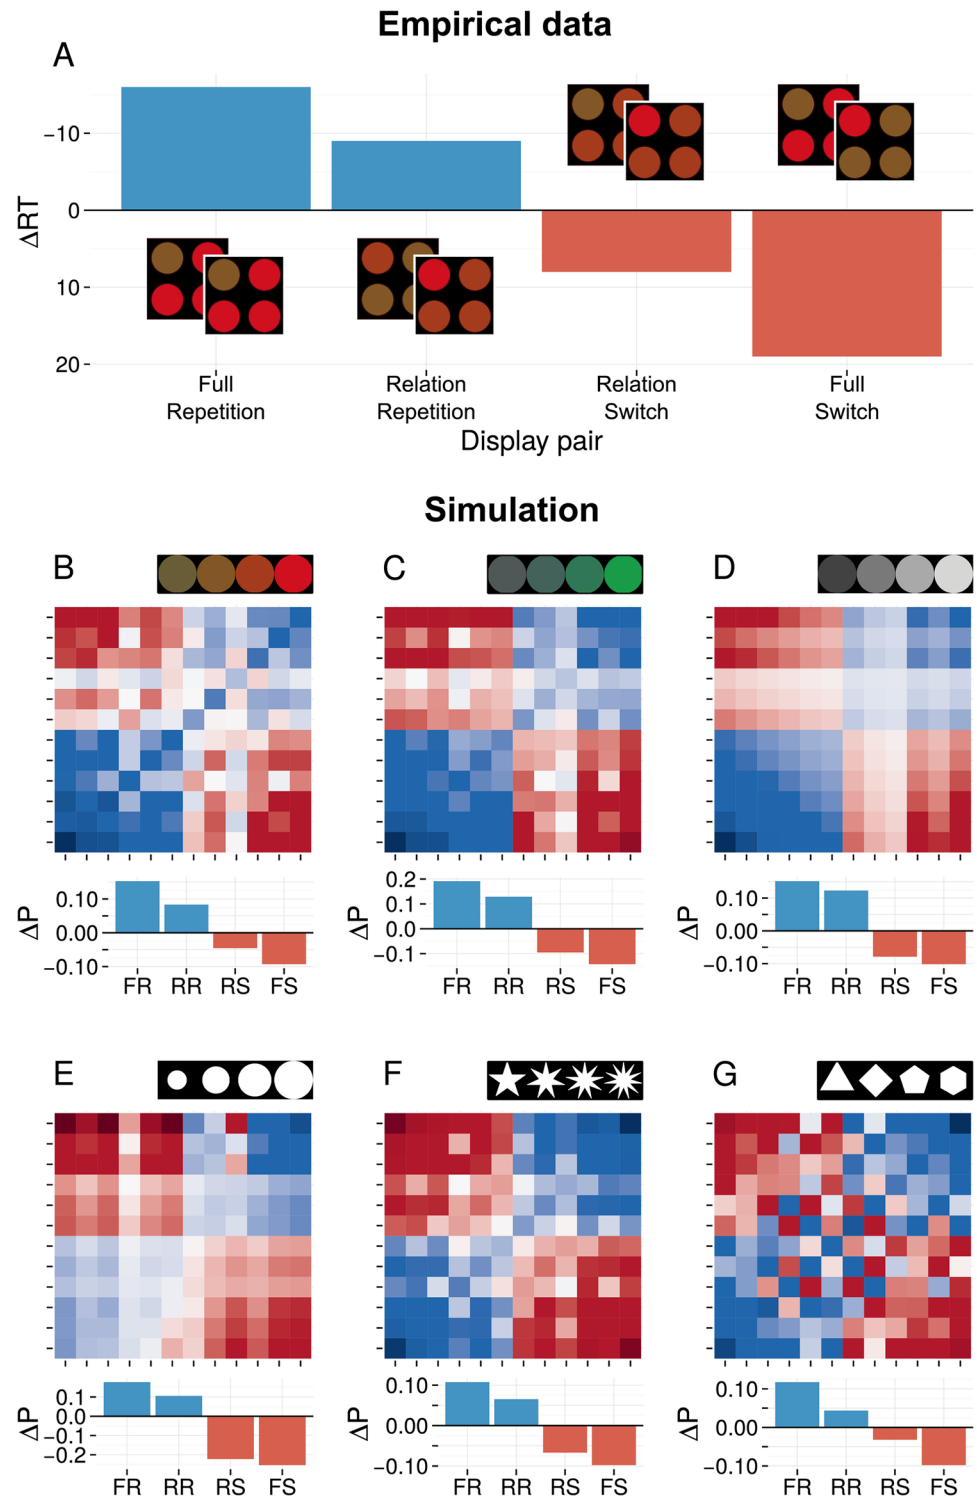 Empirical data
A
ΔRT
−10
0
10
20
Full
Repetition
Relation
Repetition
Relation
Switch
Full
Switch
Display pair
Simulation
B
ΔP
0.10
0.00
−0.10
FR RR RS FS
C
ΔP
0.2
0.1
0.0
−0.1
FR RR RS FS
D
ΔP
0.10
0.00
−0.10
FR RR RS FS
E
ΔP
0.1
0.0
−0.1
−0.2
FR RR RS FS
F
ΔP
0.10
0.00
−0.10
FR RR RS FS
G
ΔP
0.10
0.00
−0.10
FR RR RS FS